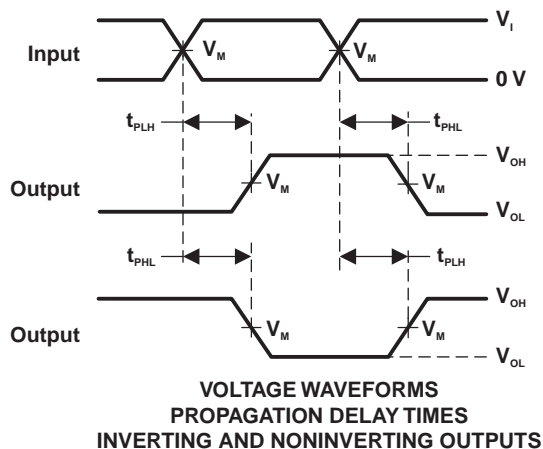 V_I
Input
V_M
V_M
0 V
t_PLH
t_PHL
V_OH
Output
V_M
V_M
V_OL
t_PHL
t_PLH
V_OH
Output
V_M
V_M
V_OL
VOLTAGE WAVEFORMS
PROPAGATION DELAY TIMES
INVERTING AND NONINVERTING OUTPUTS